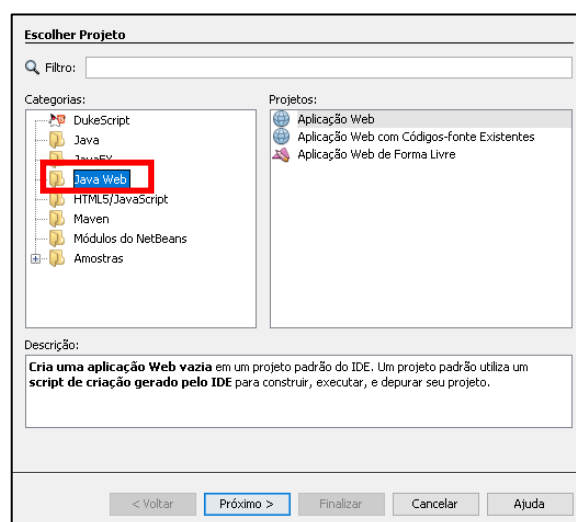 Escolher Projeto
Filtro:
Categorias:
DukeScript
Java
JavaFX
Java Web
HTML5/JavaScript
Maven
Módulos do NetBeans
Amostras
Projetos:
Aplicação Web
Aplicação Web com Códigos-fonte Existentes
Aplicação Web de Forma Livre
Descrição:
Cria uma aplicação Web vazia em um projeto padrão do IDE. Um projeto padrão utiliza um
script de criação gerado pelo IDE para construir, executar, e depurar seu projeto.
< Voltar
Próximo >
Finalizar
Cancelar
Ajuda